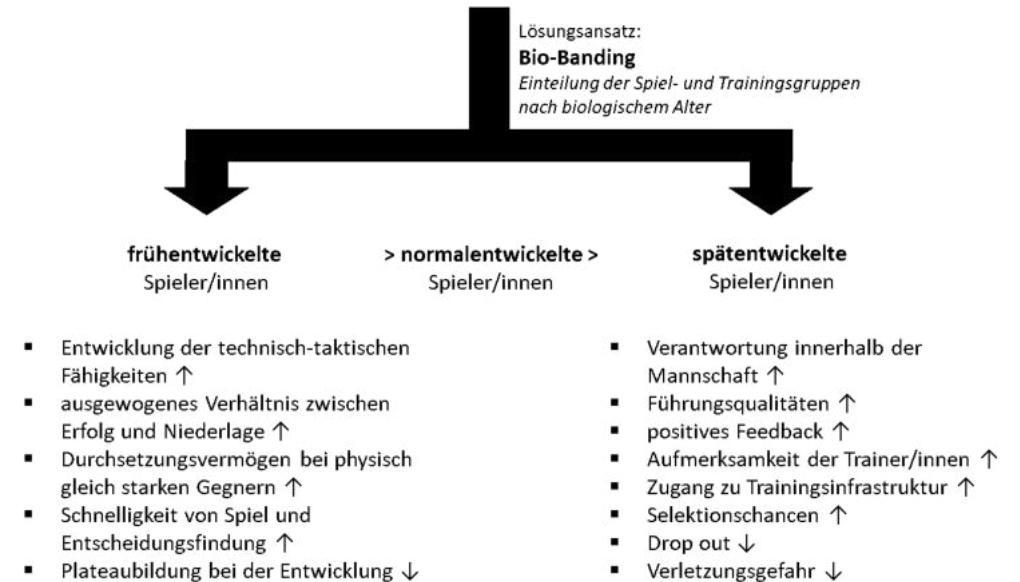 Lösungsansatz:
Bio-Banding
Einteilung der Spiel- und Trainingsgruppen
nach biologischem Alter
frühentwickelte
Spieler/innen
> normalentwickelte >
Spieler/innen
spätentwickelte
Spieler/innen
▪ Entwicklung der technisch-taktischen
Fähigkeiten ↑
▪ ausgewogenes Verhältnis zwischen
Erfolg und Niederlage ↑
▪ Durchsetzungsvermögen bei physisch
gleich starken Gegnern ↑
▪ Schnelligkeit von Spiel und
Entscheidungsfindung ↑
▪ Plateaubildung bei der Entwicklung ↓
▪ Verantwortung innerhalb der
Mannschaft ↑
▪ Führungsqualitäten ↑
▪ positives Feedback ↑
▪ Aufmerksamkeit der Trainer/innen ↑
▪ Zugang zu Trainingsinfrastruktur ↑
▪ Selektionschancen ↑
▪ Drop out ↓
▪ Verletzungsgefahr ↓